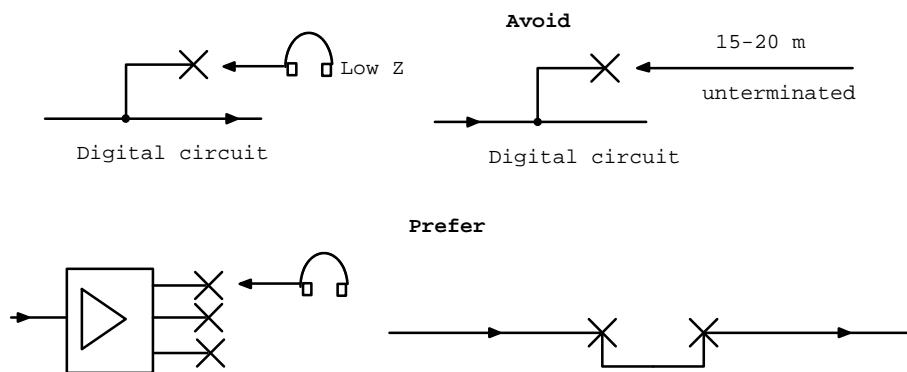 Avoid
15-20 m
Low Z
unterminated
Digital circuit
Digital circuit
Prefer